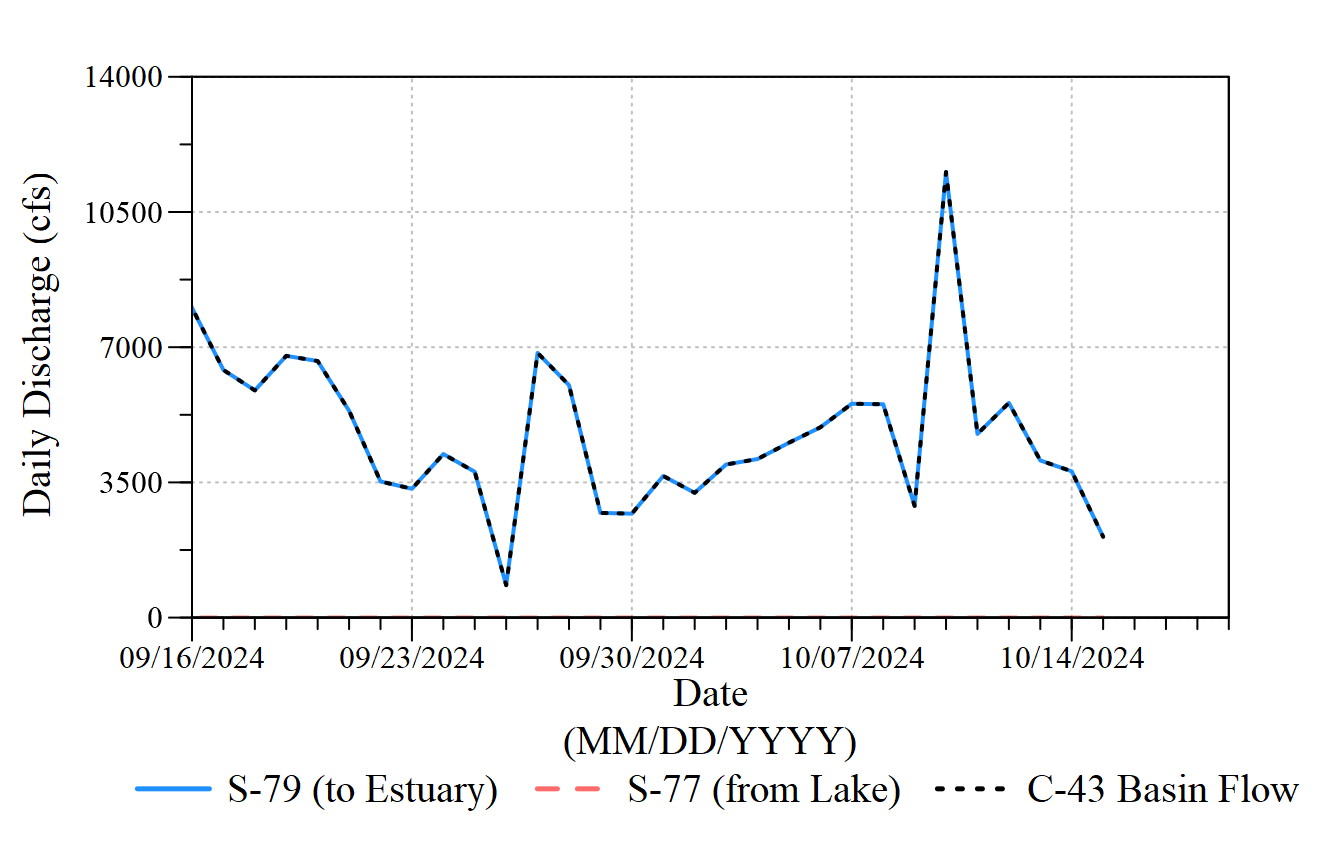 14000
10500
7000
3500
0
Daily Discharge (cfs)
09/16/2024 09/23/2024 09/30/2024 10/07/2024 10/14/2024
Date
(MM/DD/YYYY)
S-79 (to Estuary) S-77 (from Lake) C-43 Basin Flow